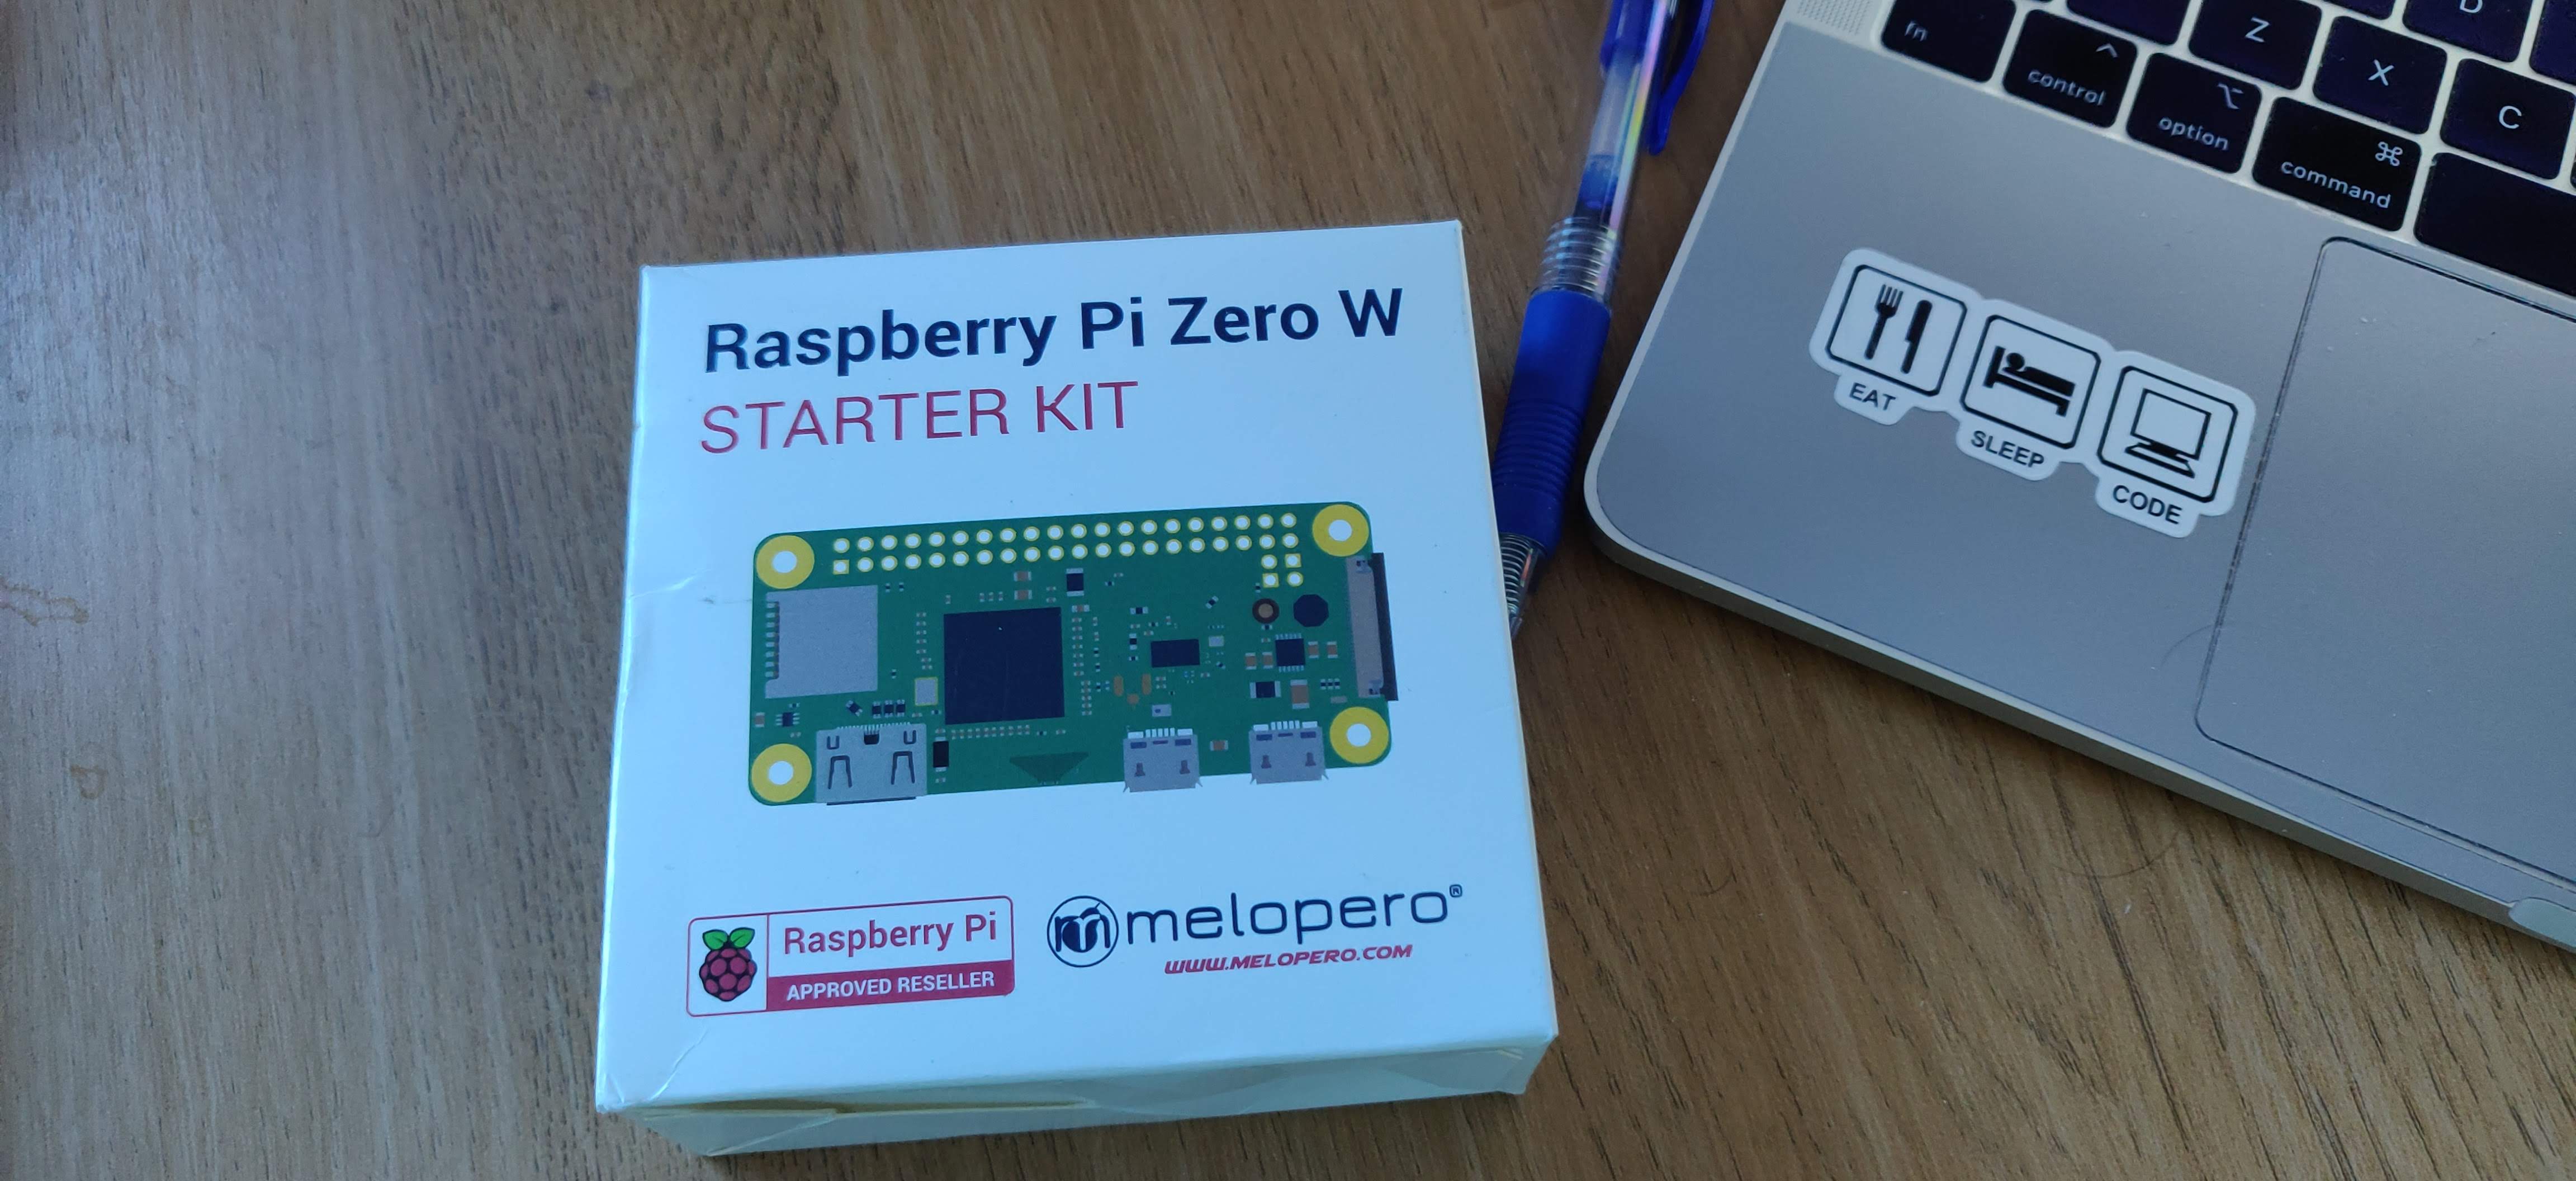 Raspberry Pi Zero W
STARTER KIT
Raspberry Pi
APPROVED RESELLER
melopero®
WWW.MELOPERO.COM
fn
control
option
command
Z
X
C
D
EAT
SLEEP
CODE